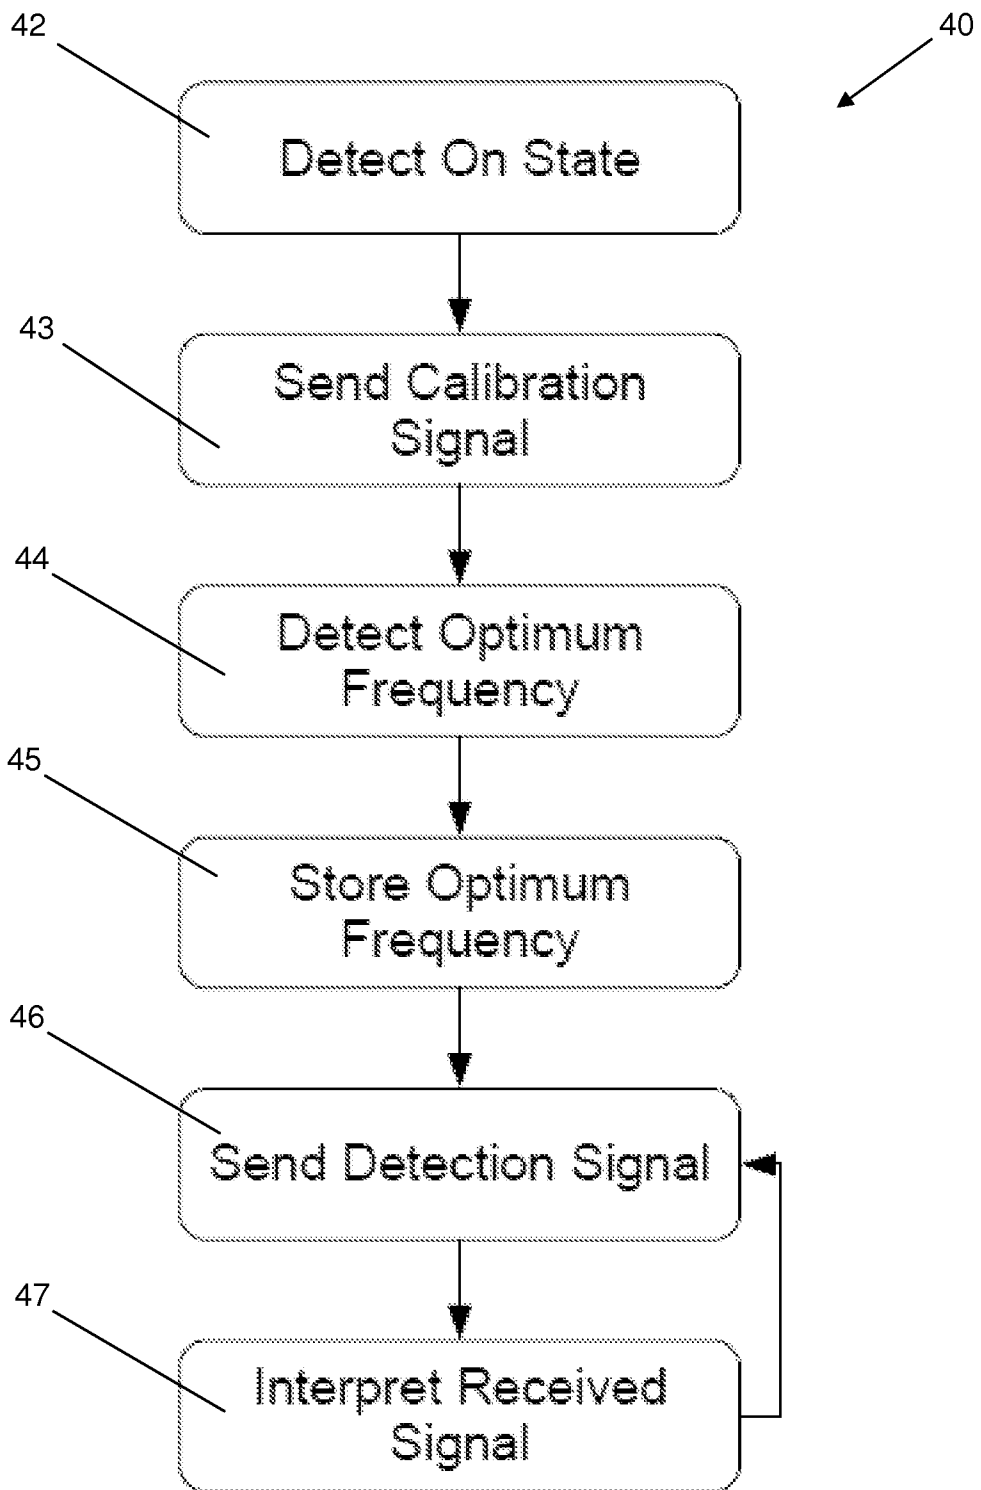 42
40
Detect On State
43
Send Calibration
Signal
44
Detect Optimum
Frequency
45
Store Optimum
Frequency
46
Send Detection Signal
47
Interpret Received
Signal